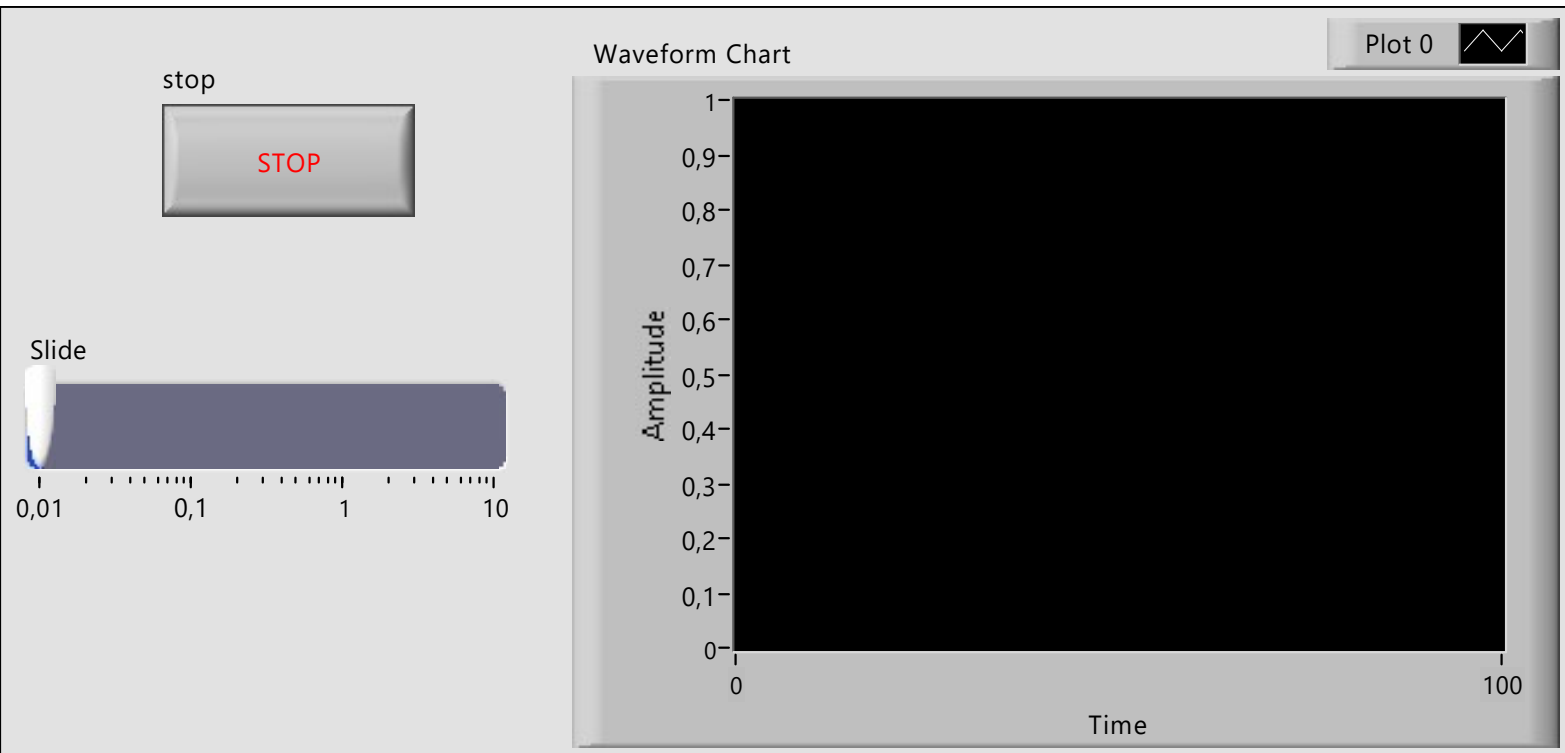 stop
STOP
Slide
0,01 0,1 1 10
Waveform Chart
Plot 0
1
0,9
0,8
0,7
0,6
0,5
0,4
0,3
0,2
0,1
0
Amplitude
0 100
Time